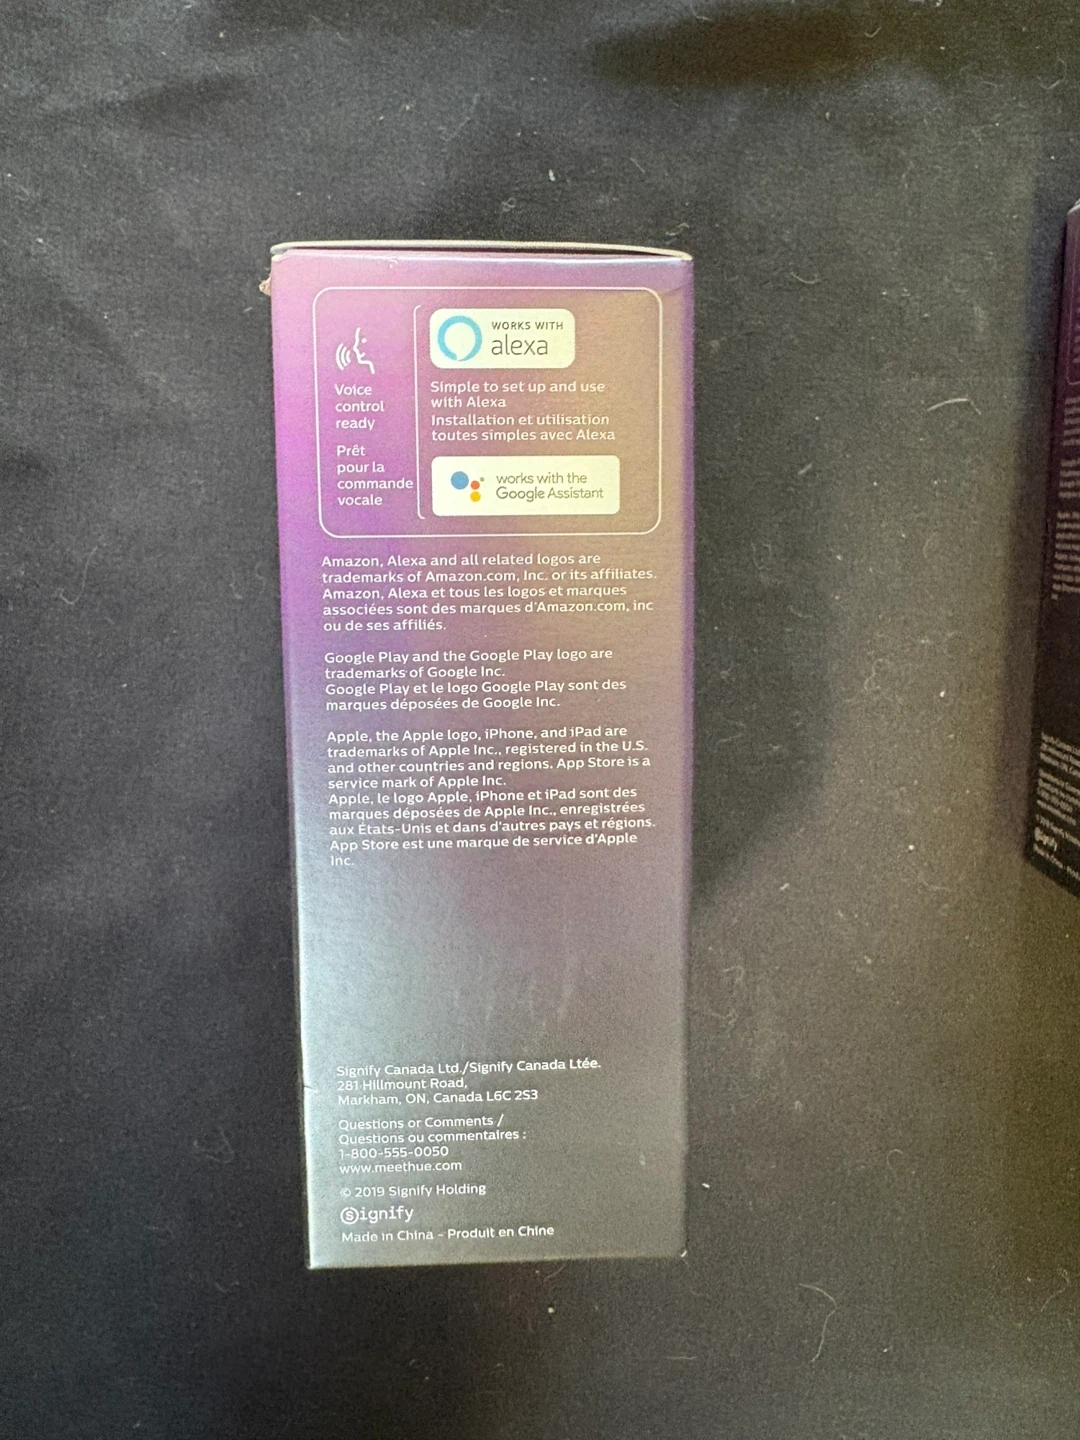 WORKS WITH
alexa
Voice
control
ready
Prêt
pour la
commande
vocale
Simple to set up and use
with Alexa
Installation et utilisation
toutes simples avec Alexa
works with the
Google Assistant
Amazon, Alexa and all related logos are
trademarks of Amazon.com, Inc. or its affiliates.
Amazon, Alexa et tous les logos et marques
associées sont des marques d'Amazon.com, inc
ou de ses affiliés.
Google Play and the Google Play logo are
trademarks of Google Inc.
Google Play et le logo Google Play sont des
marques déposées de Google Inc.
Apple, the Apple logo, iPhone, and iPad are
trademarks of Apple Inc., registered in the U.S.
and other countries and regions. App Store is a
service mark of Apple Inc.
Apple, le logo Apple, iPhone et iPad sont des
marques déposées de Apple Inc., enregistrées
aux États-Unis et dans d'autres pays et régions.
App Store est une marque de service d'Apple
Inc.
Signify Canada Ltd./Signify Canada Ltée.
281 Hillmount Road,
Markham, ON, Canada L6C 2S3
Questions or Comments /
Questions ou commentaires :
1-800-555-0050
www.meethue.com
© 2019 Signify Holding
Signify
Made in China - Produit en Chine
Signify